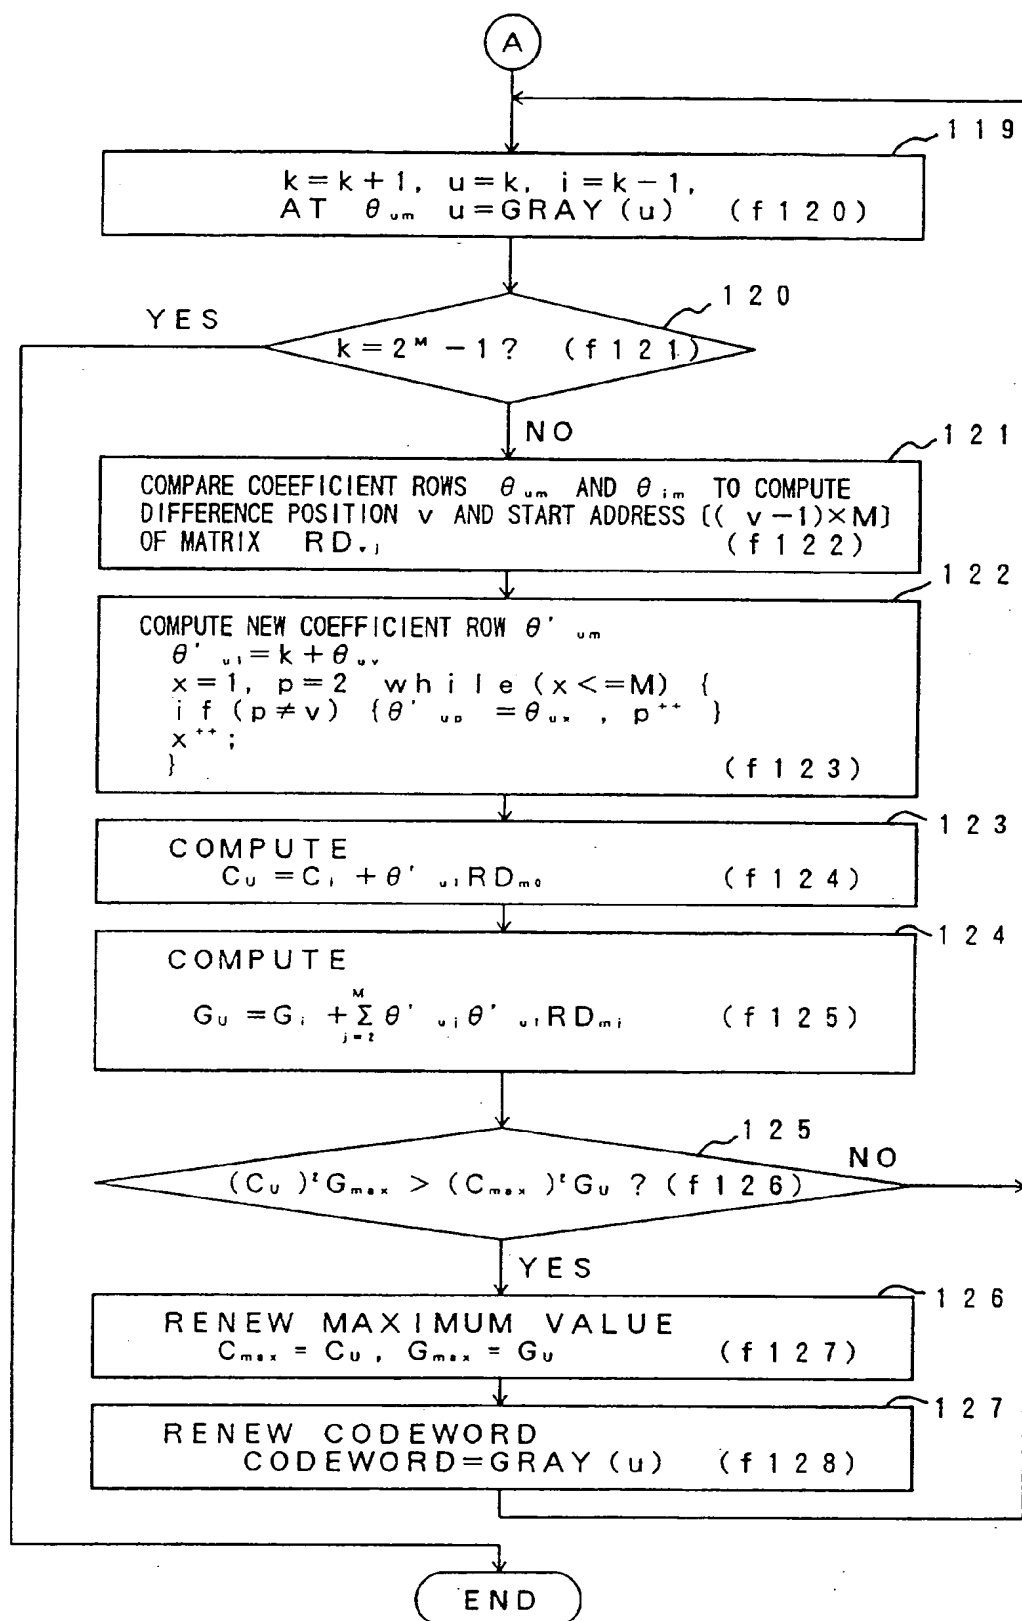 A
119
k=k+1, u=k, i=k-1,
AT θum u=GRAY(u) (f120)
120
YES
k=2^M-1? (f121)
NO
121
COMPARE COEEFICIENT ROWS θum AND θim TO COMPUTE
DIFFERENCE POSITION v AND START ADDRESS [(v-1)×M]
OF MATRIX RDvj (f122)
122
COMPUTE NEW COEFFICIENT ROW θ'um
θ'u1=k+θuv
x=1, p=2 while(x<=M) {
if(p≠v) {θ'up=θux, p++ }
x++;
}
(f123)
123
COMPUTE
Cu=Ci+θ'u1RDm0 (f124)
124
COMPUTE
Gu=Gi+Σ(j=2..M)θ'ujθ'u1RDmj (f125)
125
NO
(Cu)²Gmax>(Cmax)²Gu? (f126)
YES
126
RENEW MAXIMUM VALUE
Cmax=Cu, Gmax=Gu (f127)
127
RENEW CODEWORD
CODEWORD=GRAY(u) (f128)
END